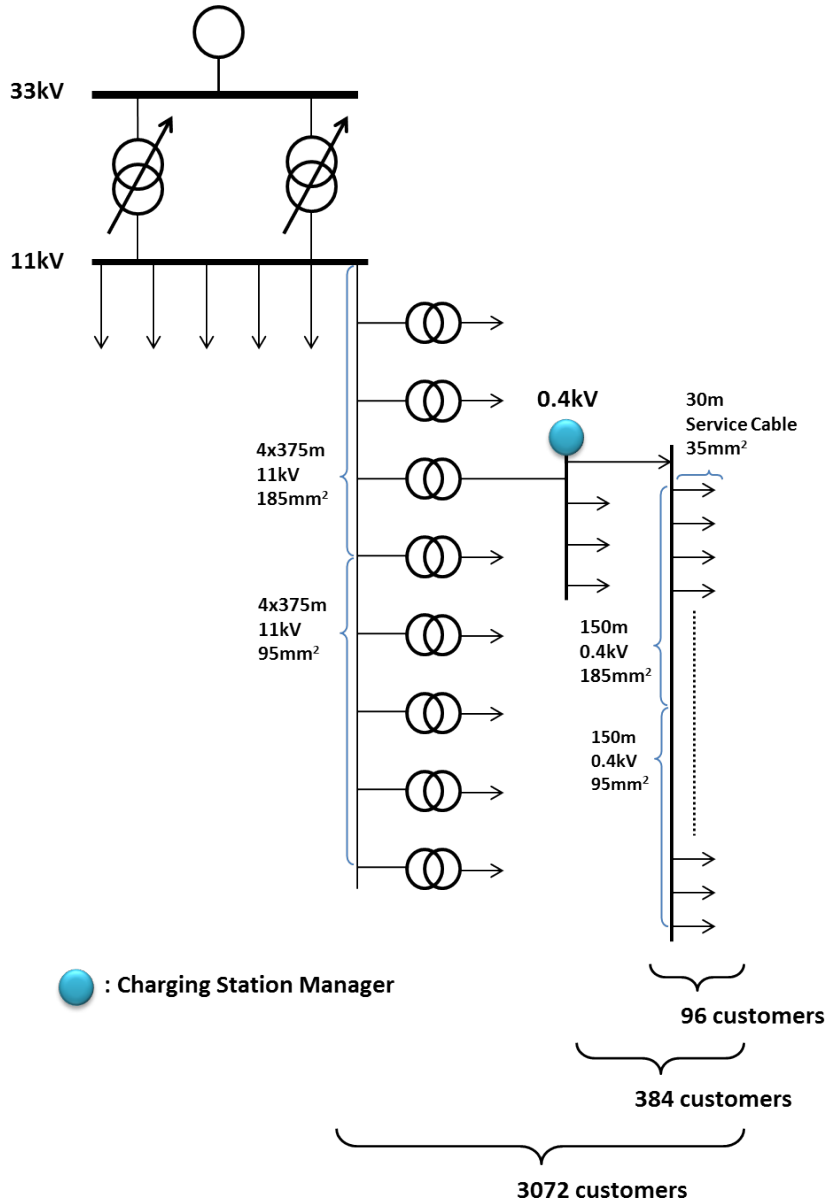 33kV
11kV
4x375m
11kV
185mm²
4x375m
11kV
95mm²
0.4kV
30m
Service Cable
35mm²
150m
0.4kV
185mm²
150m
0.4kV
95mm²
: Charging Station Manager
96 customers
384 customers
3072 customers